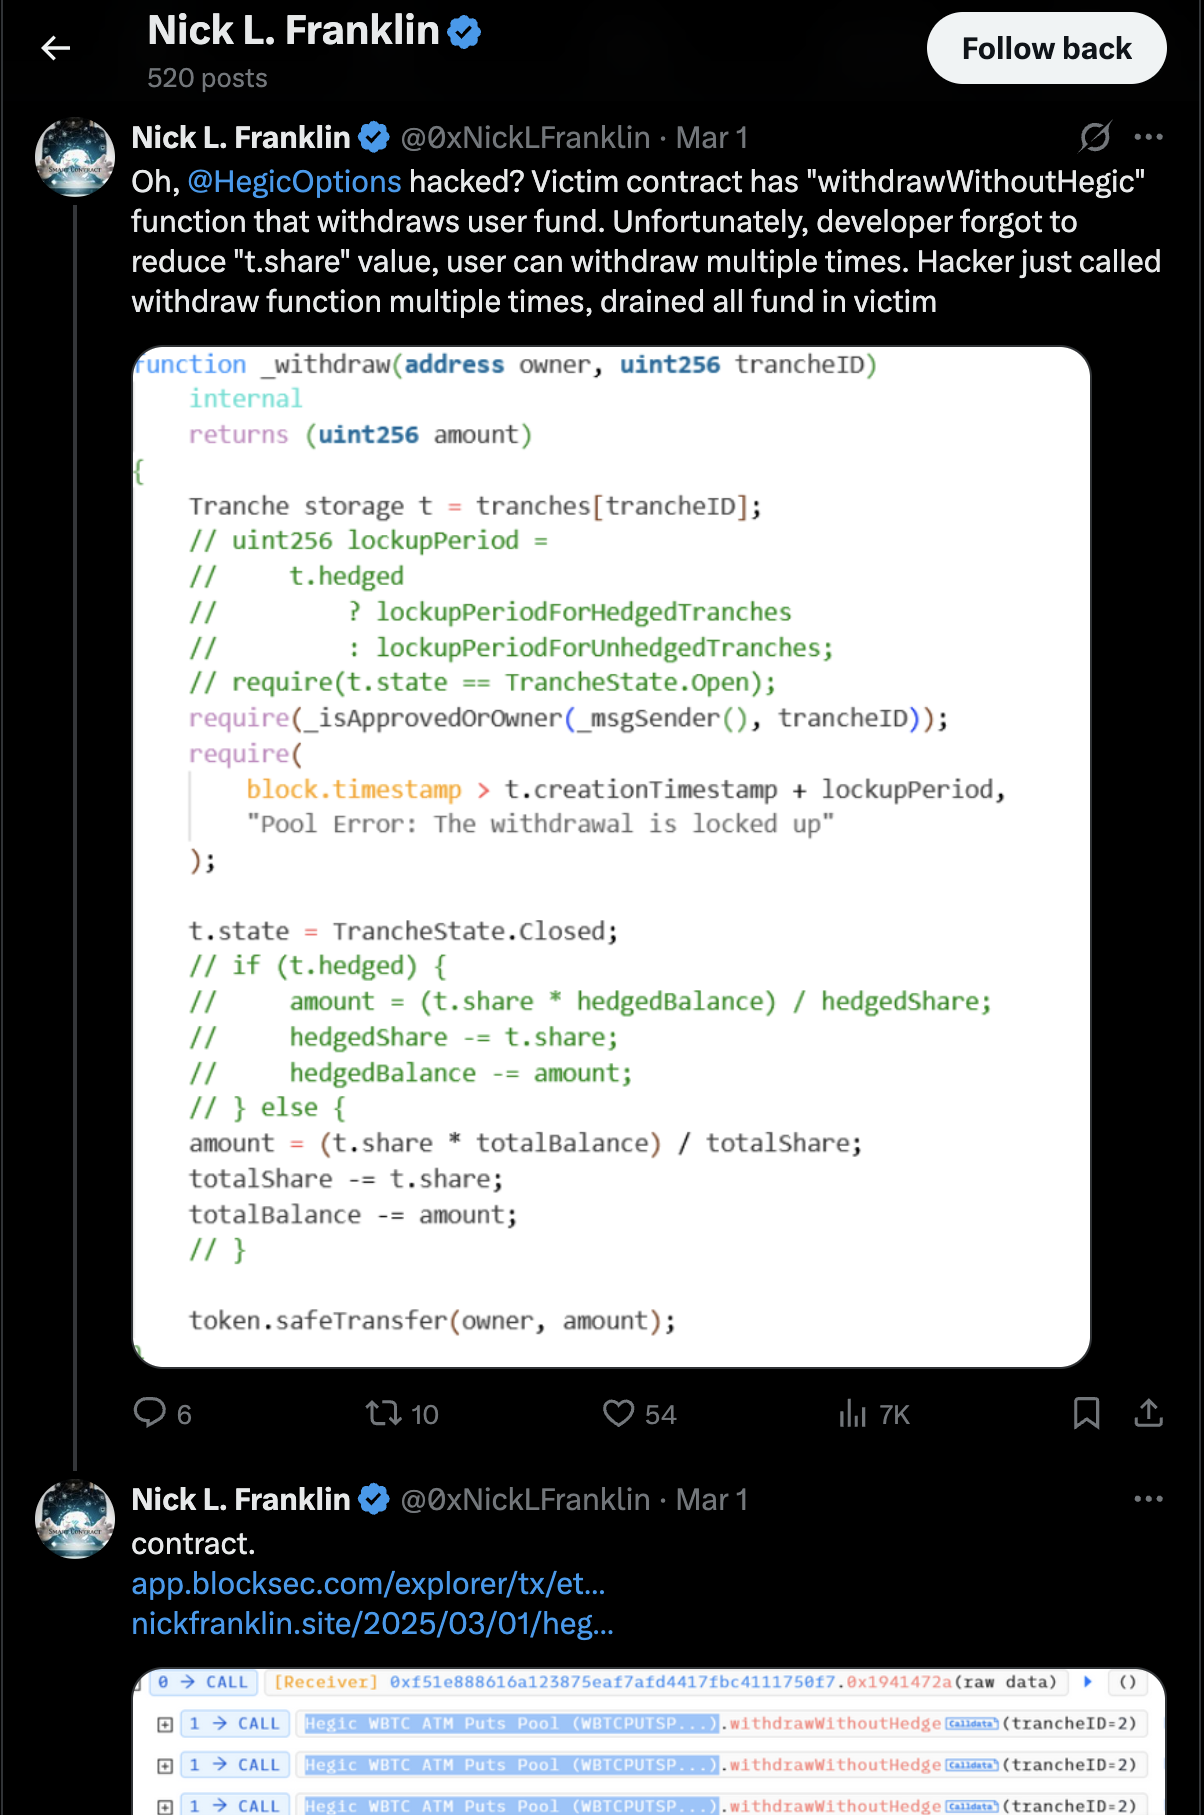 Nick L. Franklin
520 posts
Follow back
Nick L. Franklin @0xNickLFranklin · Mar 1
Oh, @HegicOptions hacked? Victim contract has "withdrawWithoutHegic"
function that withdraws user fund. Unfortunately, developer forgot to
reduce "t.share" value, user can withdraw multiple times. Hacker just called
withdraw function multiple times, drained all fund in victim
function _withdraw(address owner, uint256 trancheID)
internal
returns (uint256 amount)
{
Tranche storage t = tranches[trancheID];
// uint256 lockupPeriod =
//     t.hedged
//         ? lockupPeriodForHedgedTranches
//         : lockupPeriodForUnhedgedTranches;
// require(t.state == TrancheState.Open);
require(_isApprovedOrOwner(_msgSender(), trancheID));
require(
block.timestamp > t.creationTimestamp + lockupPeriod,
"Pool Error: The withdrawal is locked up"
);
t.state = TrancheState.Closed;
// if (t.hedged) {
//     amount = (t.share * hedgedBalance) / hedgedShare;
//     hedgedShare -= t.share;
//     hedgedBalance -= amount;
// } else {
amount = (t.share * totalBalance) / totalShare;
totalShare -= t.share;
totalBalance -= amount;
// }
token.safeTransfer(owner, amount);
6 10 54 7K
Nick L. Franklin @0xNickLFranklin · Mar 1
contract.
app.blocksec.com/explorer/tx/et...
nickfranklin.site/2025/03/01/heg...
0 → CALL [Receiver] 0xf51e888616a123875eaf7afd4417fbc4111750f7.0x1941472a(raw data) ()
1 → CALL Hegic WBTC ATM Puts Pool (WBTCPUTSP...).withdrawWithoutHedge Calldata (trancheID=2)
1 → CALL Hegic WBTC ATM Puts Pool (WBTCPUTSP...).withdrawWithoutHedge Calldata (trancheID=2)
1 → CALL Hegic WBTC ATM Puts Pool (WBTCPUTSP...).withdrawWithoutHedge Calldata (trancheID=2)